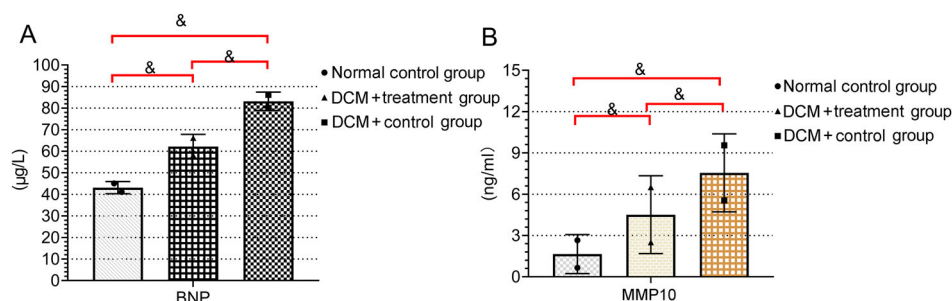 A
&
&
&
(μg/L)
100
90
80
70
60
50
40
30
20
10
0
BNP
Normal control group
DCM+treatment group
DCM+control group
B
&
&
&
(ng/ml)
15
12
9
6
3
0
MMP10
Normal control group
DCM+treatment group
DCM+control group